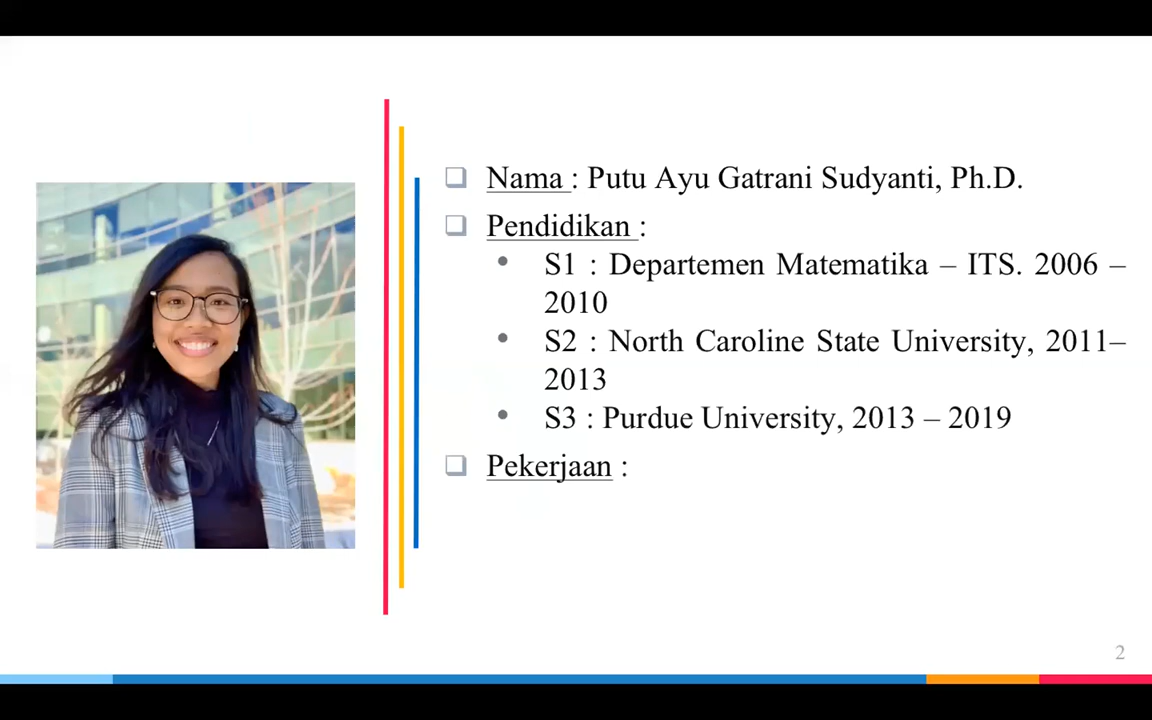 Nama : Putu Ayu Gatrani Sudyanti, Ph.D.
Pendidikan :
S1 : Departemen Matematika – ITS. 2006 –
2010
S2 : North Caroline State University, 2011–
2013
S3 : Purdue University, 2013 – 2019
Pekerjaan :
2